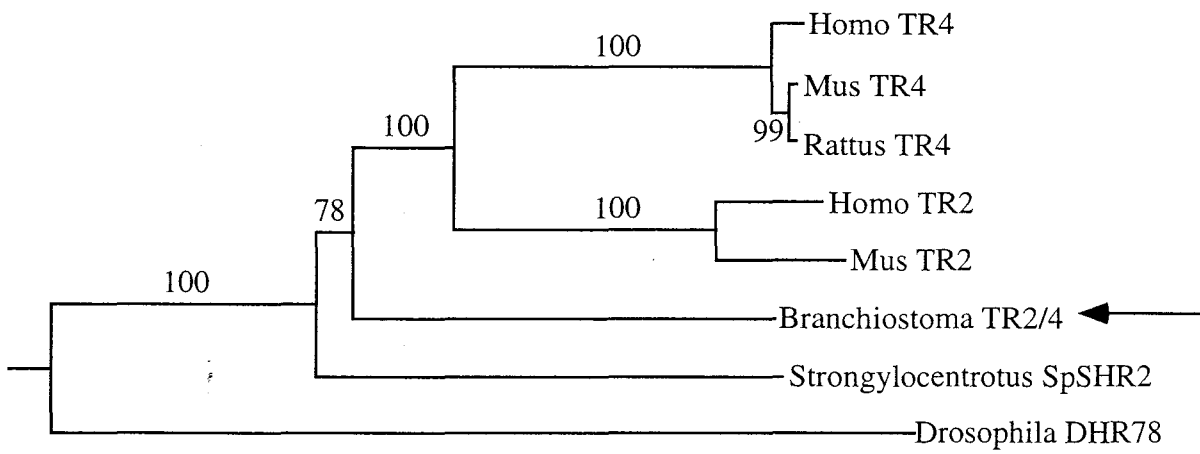 Homo TR4
100
Mus TR4
99
Rattus TR4
100
Homo TR2
100
78
Mus TR2
100
Branchiostoma TR2/4
Strongylocentrotus SpSHR2
Drosophila DHR78